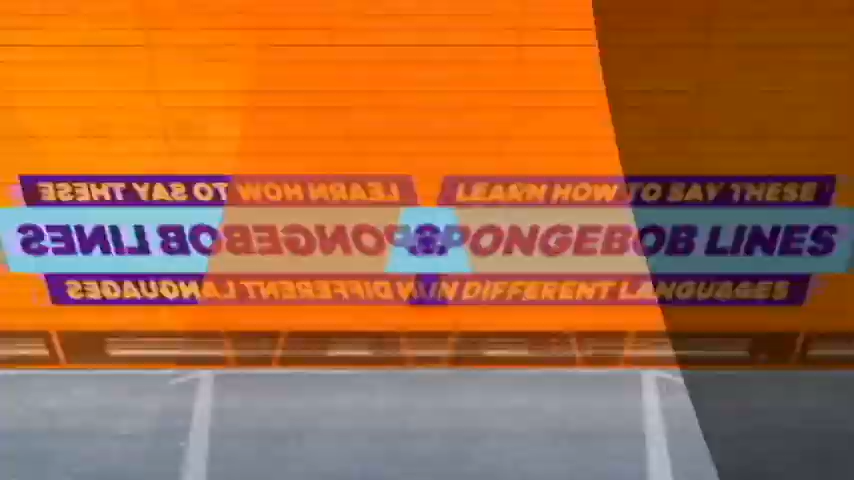 LEARN HOW TO SAY THESE
SPONGEBOB LINES
IN DIFFERENT LANGUAGES